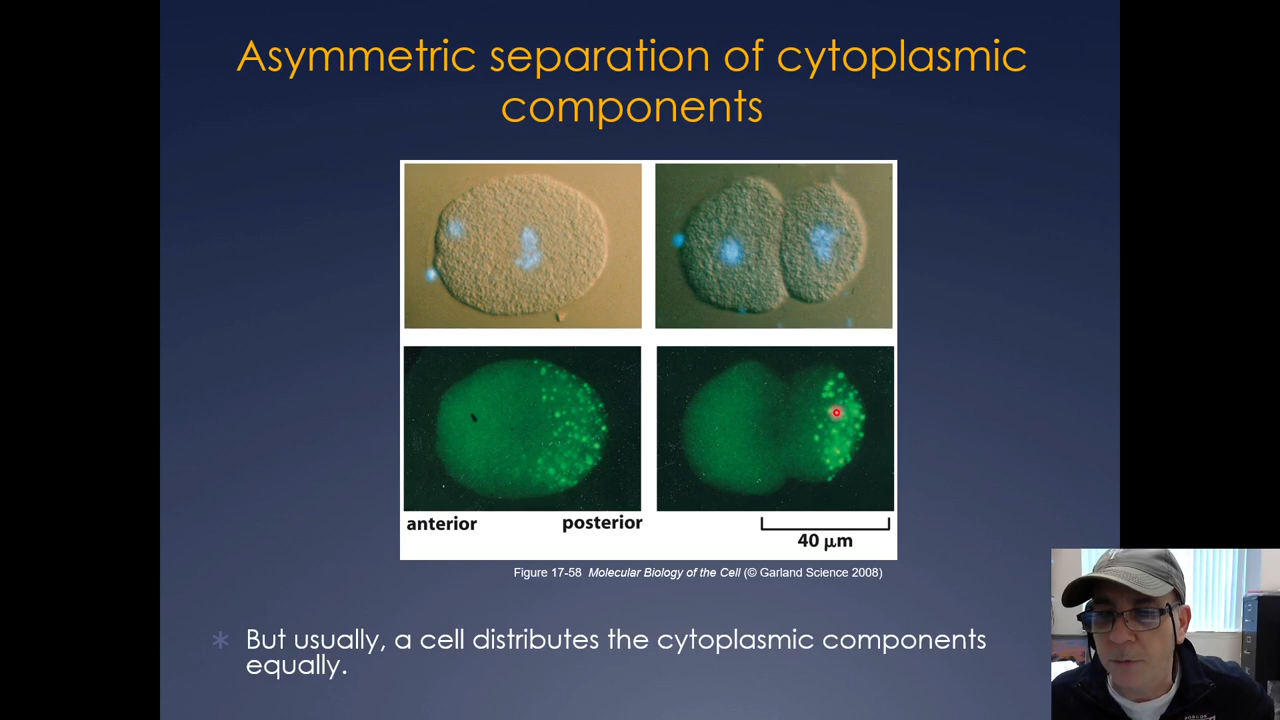 Asymmetric separation of cytoplasmic
components
anterior
posterior
40 μm
Figure 17-58 Molecular Biology of the Cell (© Garland Science 2008)
But usually, a cell distributes the cytoplasmic components
equally.